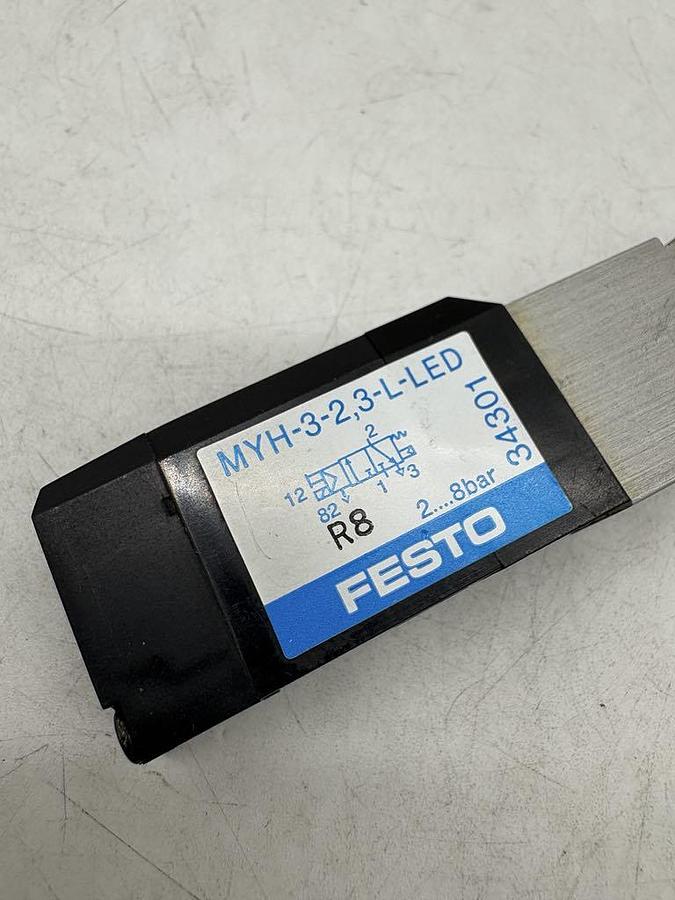 MYH-3-2,3-L-LED
34301
2
12
82
1
3
R8
2....8bar
FESTO